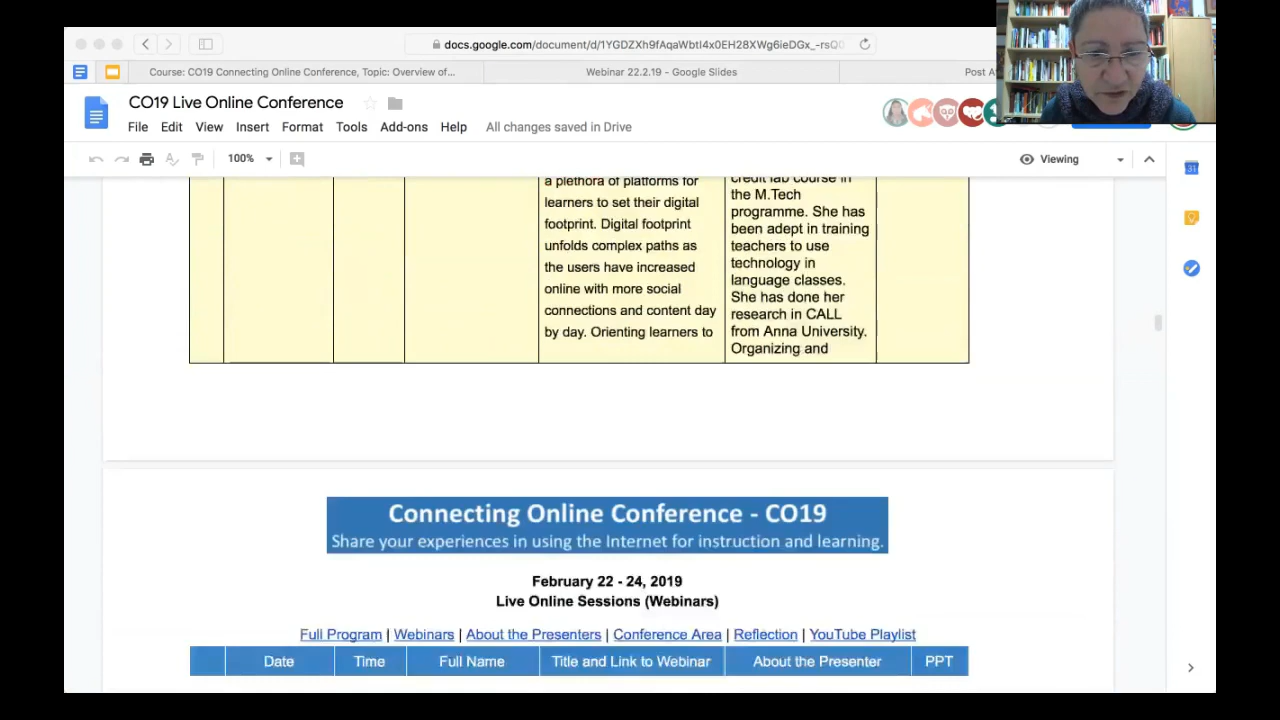 docs.google.com/document/d/1YGDZXh9fAqaWbtI4x0EH28XWg6ieDGx_-rsQ0
Course: CO19 Connecting Online Conference, Topic: Overview of...
Webinar 22.2.19 - Google Slides
Post A
CO19 Live Online Conference
File Edit View Insert Format Tools Add-ons Help All changes saved in Drive
100%
Viewing
31
a plethora of platforms for
learners to set their digital
footprint. Digital footprint
unfolds complex paths as
the users have increased
online with more social
connections and content day
by day. Orienting learners to
credit lab course in
the M.Tech
programme. She has
been adept in training
teachers to use
technology in
language classes.
She has done her
research in CALL
from Anna University.
Organizing and
Connecting Online Conference - CO19
Share your experiences in using the Internet for instruction and learning.
February 22 - 24, 2019
Live Online Sessions (Webinars)
Full Program | Webinars | About the Presenters | Conference Area | Reflection | YouTube Playlist
Date Time Full Name Title and Link to Webinar About the Presenter PPT